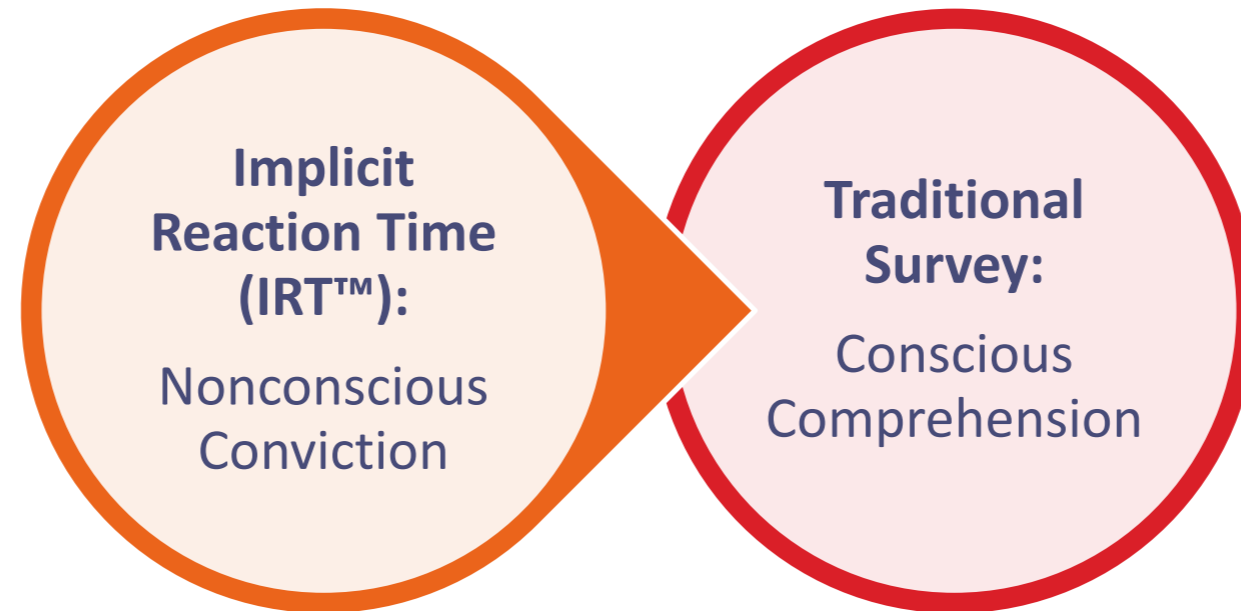 Implicit
Reaction Time
(IRT™):
Nonconscious
Conviction
Traditional
Survey:
Conscious
Comprehension